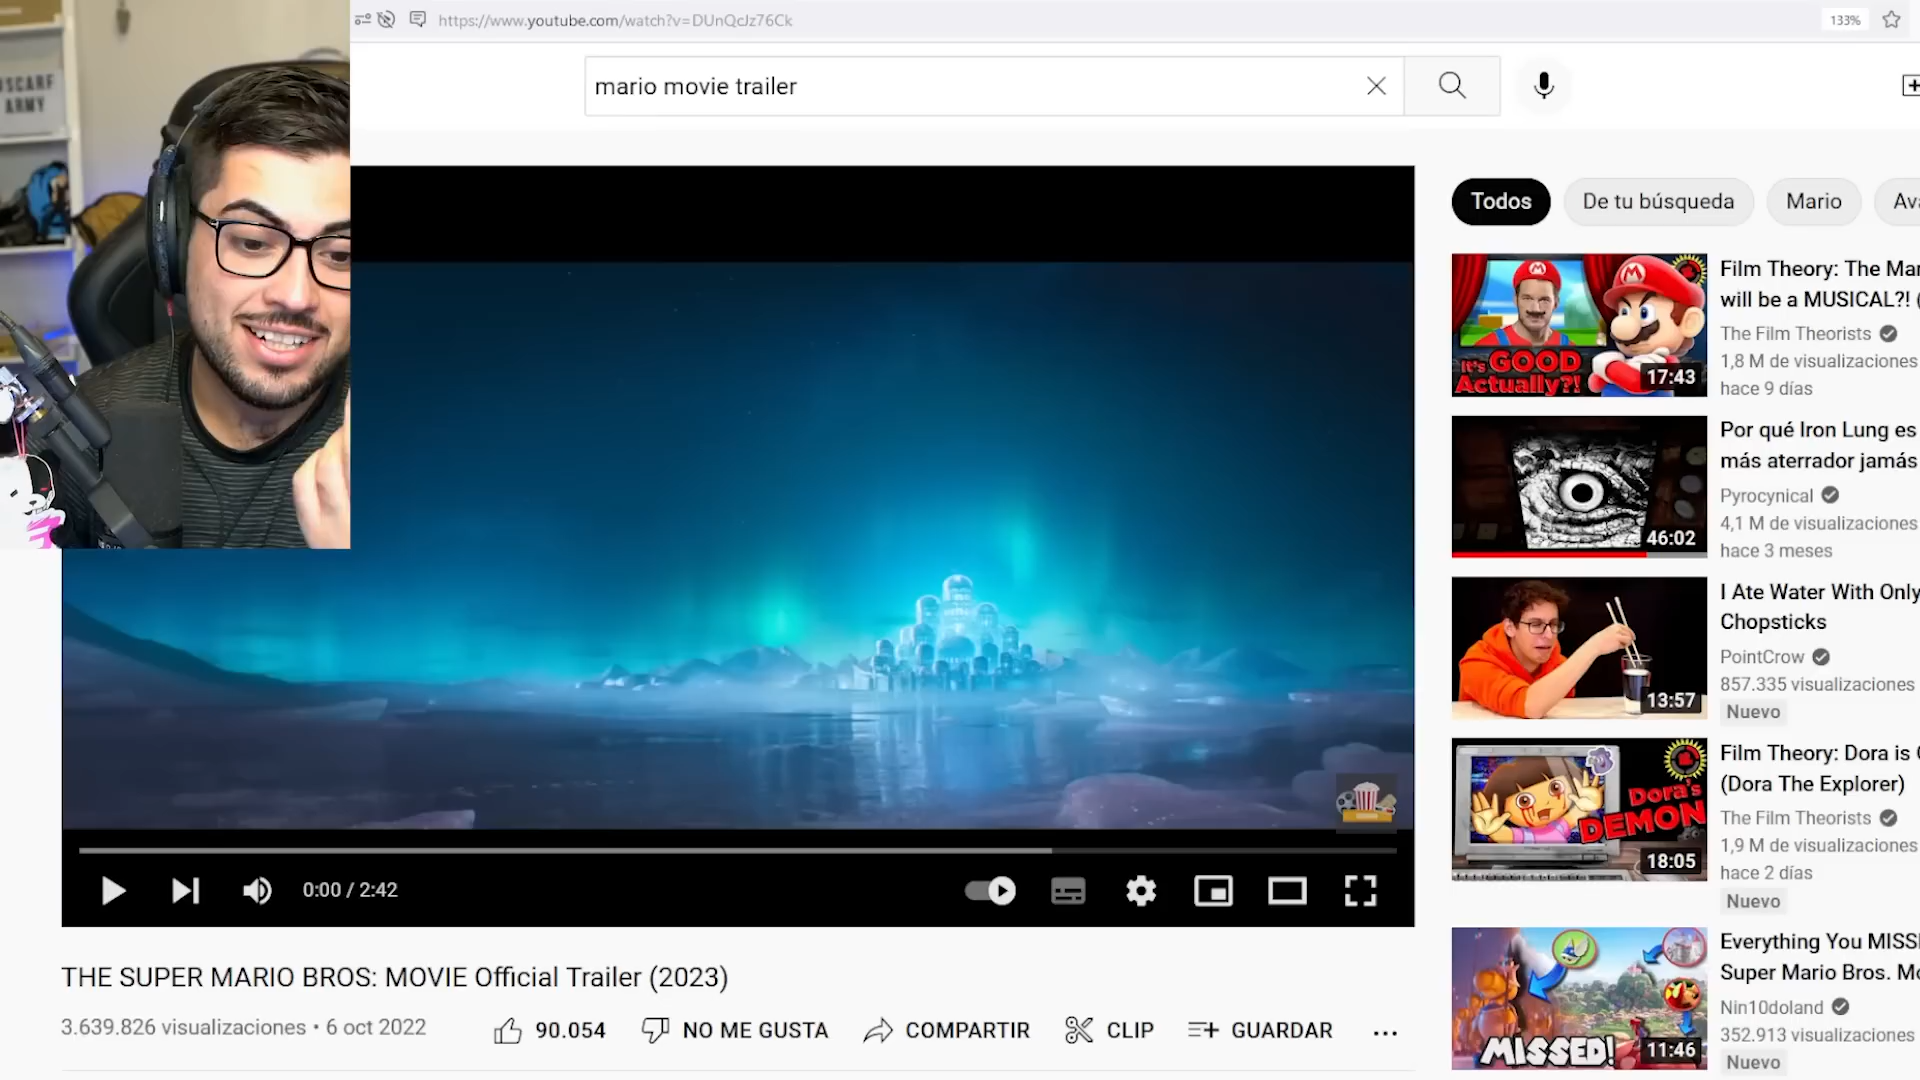 USCARF
ARMY
https://www.youtube.com/watch?v=DUnQcJz76Ck
133%
mario movie trailer
Todos
De tu búsqueda
Mario
0:00 / 2:42
THE SUPER MARIO BROS: MOVIE Official Trailer (2023)
3.639.826 visualizaciones • 6 oct 2022
90.054
NO ME GUSTA
COMPARTIR
CLIP
GUARDAR
It's GOOD
Actually?!
17:43
Film Theory: The Mar
will be a MUSICAL?! (
The Film Theorists
1,8 M de visualizaciones
hace 9 días
46:02
Por qué Iron Lung es
más aterrador jamás
Pyrocynical
4,1 M de visualizaciones
hace 3 meses
13:57
I Ate Water With Only
Chopsticks
PointCrow
857.335 visualizaciones
Nuevo
Dora's
DEMON
18:05
Film Theory: Dora is
(Dora The Explorer)
The Film Theorists
1,9 M de visualizaciones
hace 2 días
Nuevo
MISSED!
11:46
Everything You MISS
Super Mario Bros. Mo
Nin10doland
352.913 visualizaciones
Nuevo